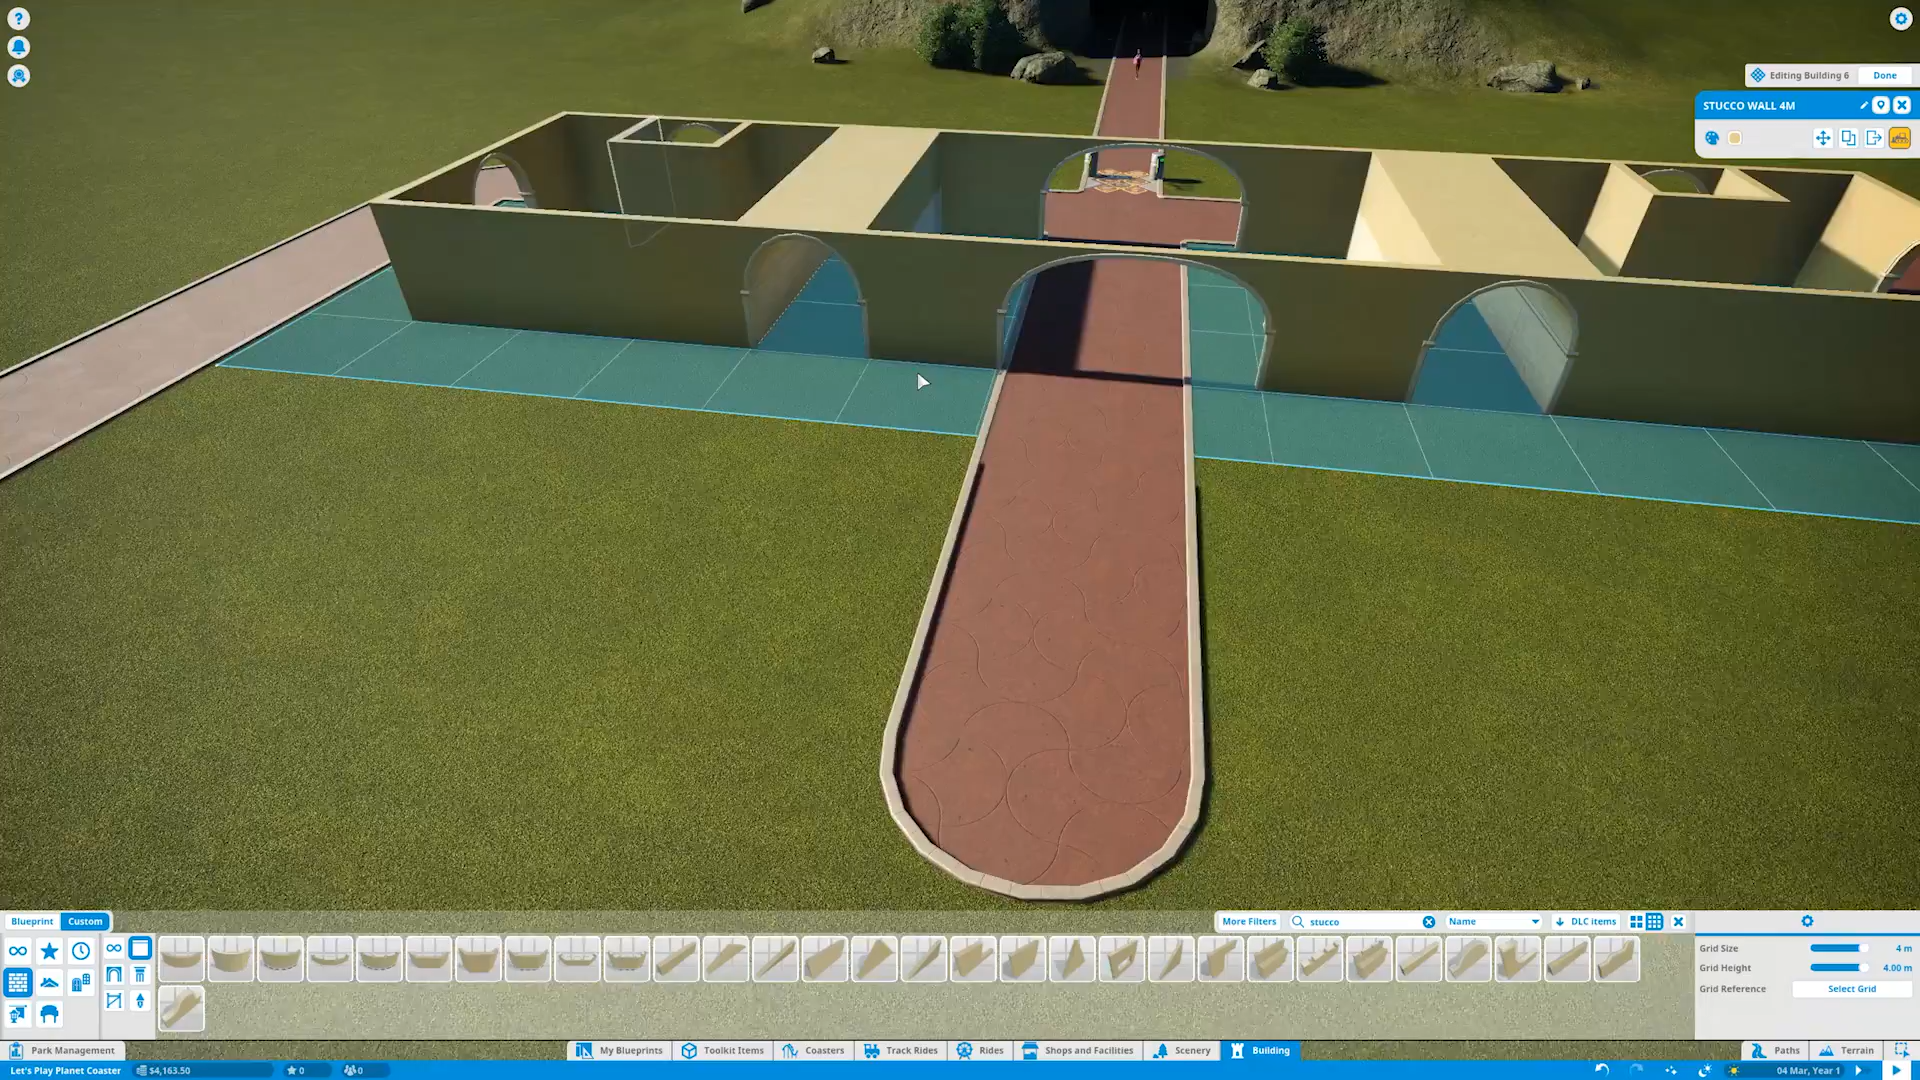 ?
Editing Building 6 Done
STUCCO WALL 4M
Blueprint Custom
More Filters stucco Name DLC items
Grid Size 4 m
Grid Height 4.00 m
Grid Reference Select Grid
Park Management My Blueprints Toolkit Items Coasters Track Rides Rides Shops and Facilities Scenery Building Paths Terrain
Let's Play Planet Coaster $4,163.50 0 0 04 Mar, Year 1